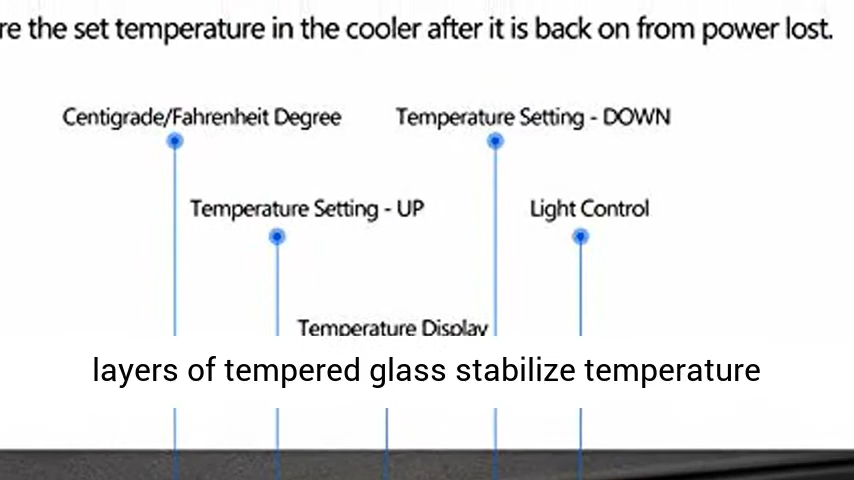 the set temperature in the cooler after it is back on from power lost.
Centigrade/Fahrenheit Degree
Temperature Setting - DOWN
Temperature Setting - UP
Light Control
Temperature Display
layers of tempered glass stabilize temperature